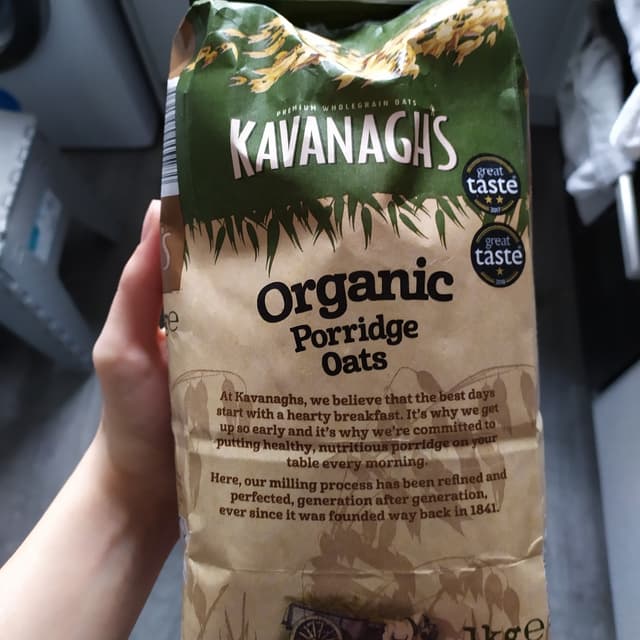 PREMIUM WHOLEGRAIN OATS
KAVANAGH'S
great
taste
2017
great
taste
Organic
Porridge
Oats
At Kavanaghs, we believe that the best days
start with a hearty breakfast. It's why we get
up so early and it's why we're committed to
putting healthy, nutritious porridge on your
table every morning.
Here, our milling process has been refined and
perfected, generation after generation,
ever since it was founded way back in 1841.
1kg e